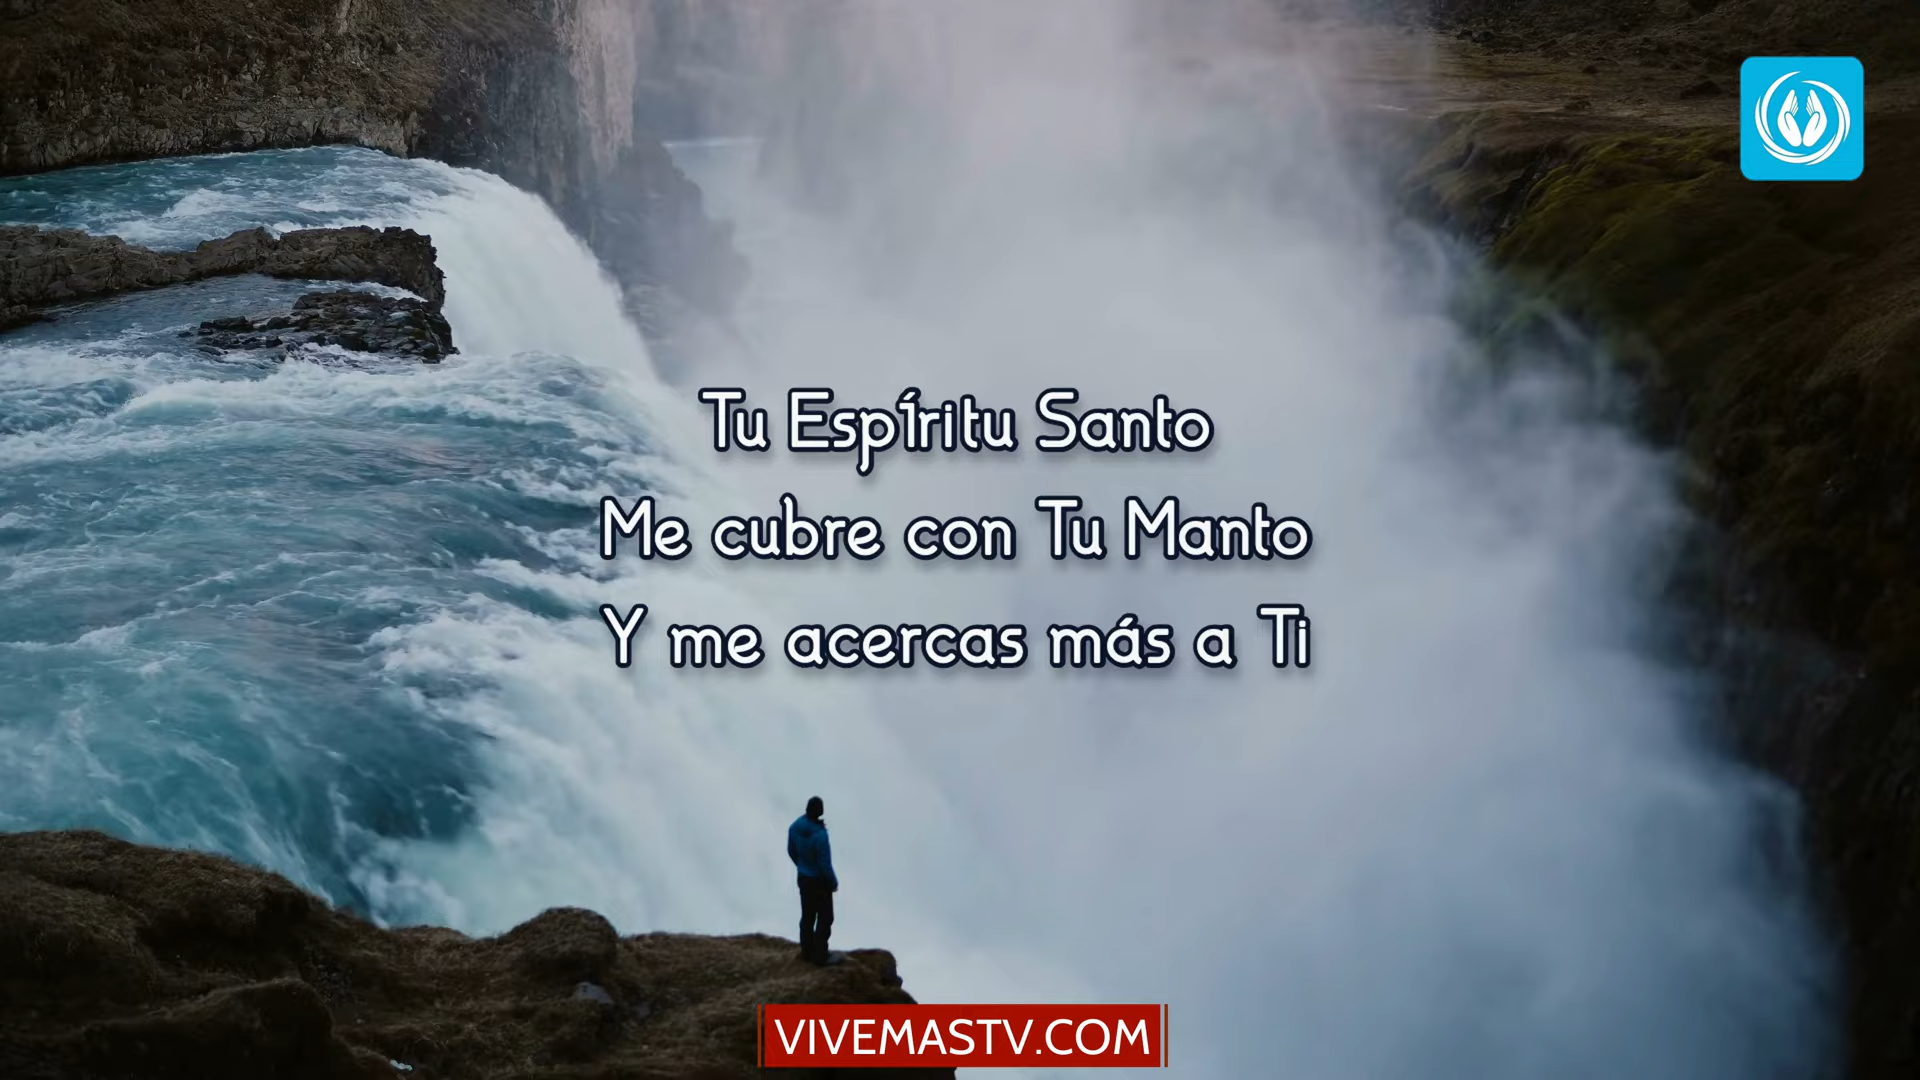 Tu Espíritu Santo
Me cubre con Tu Manto
Y me acercas más a Ti
VIVEMASTV.COM